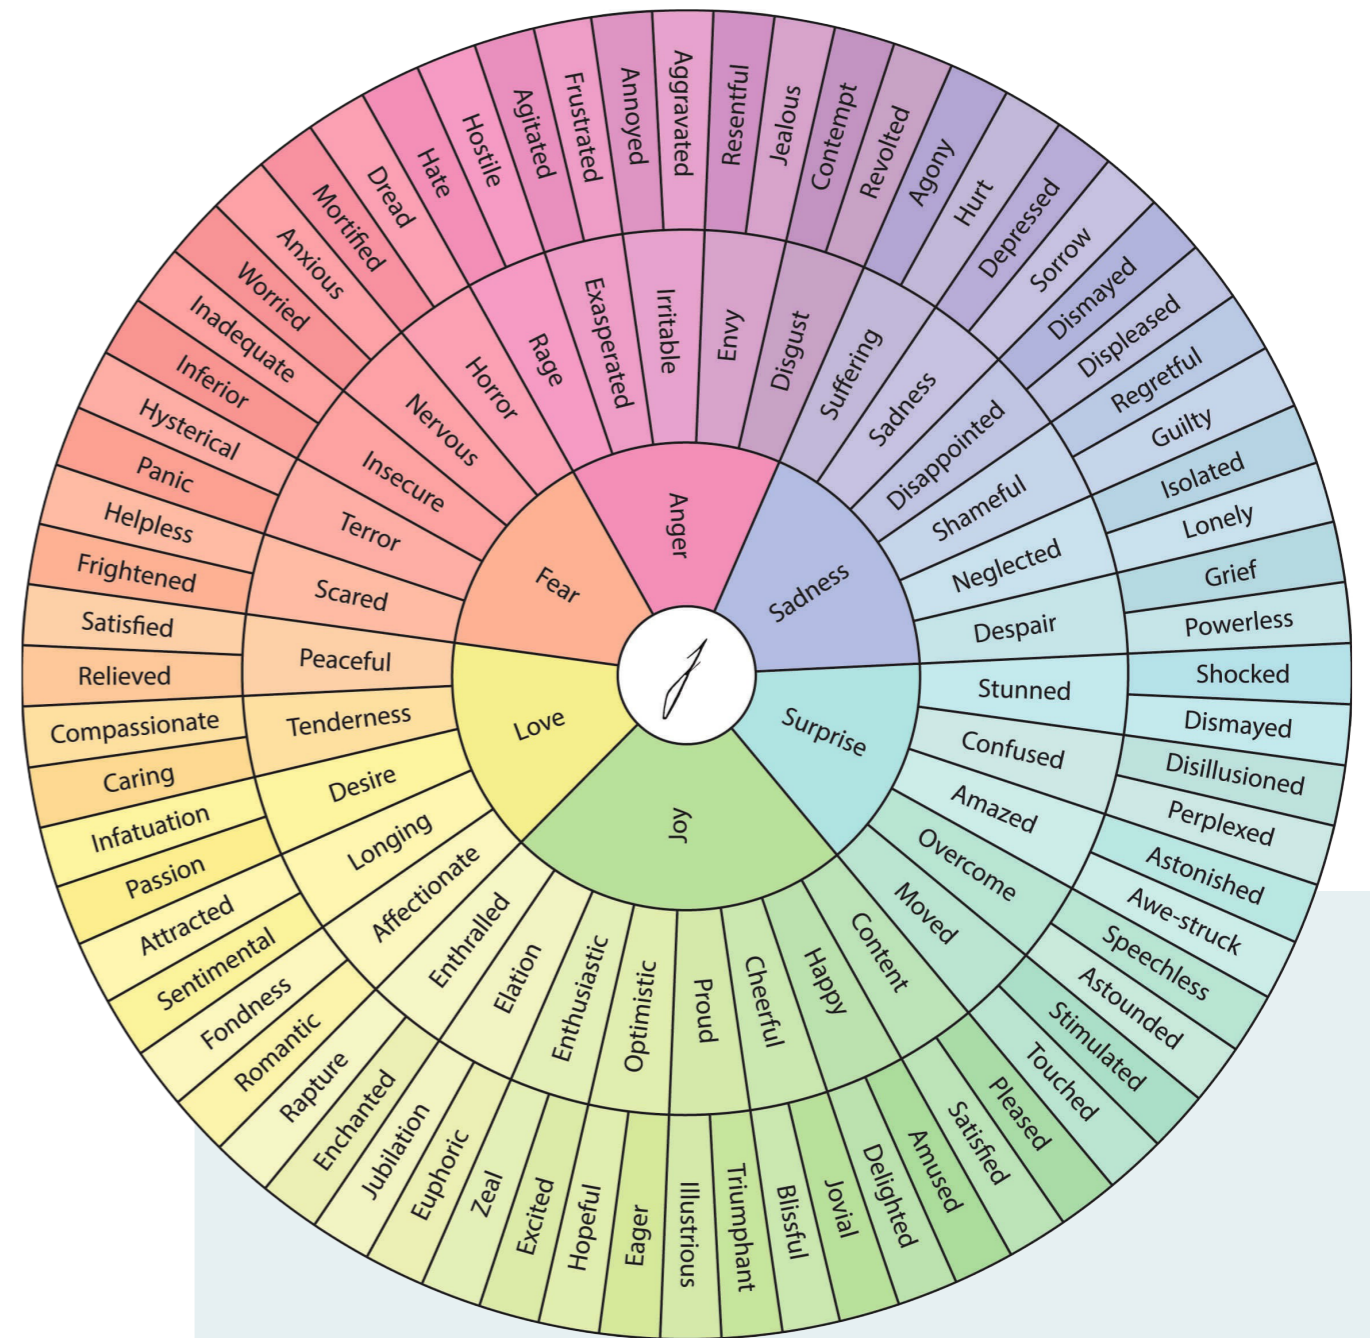 Anger
Sadness
Surprise
Joy
Love
Fear
Rage
Exasperated
Irritable
Envy
Disgust
Suffering
Sadness
Disappointed
Shameful
Neglected
Despair
Stunned
Confused
Amazed
Overcome
Moved
Content
Happy
Cheerful
Proud
Optimistic
Enthusiastic
Elation
Enthralled
Affectionate
Longing
Desire
Tenderness
Peaceful
Scared
Terror
Insecure
Nervous
Horror
Hate
Hostile
Agitated
Frustrated
Annoyed
Aggravated
Resentful
Jealous
Contempt
Revolted
Agony
Hurt
Depressed
Sorrow
Dismayed
Displeased
Regretful
Guilty
Isolated
Lonely
Grief
Powerless
Shocked
Dismayed
Disillusioned
Perplexed
Astonished
Awe-struck
Speechless
Astounded
Stimulated
Touched
Pleased
Satisfied
Amused
Delighted
Jovial
Blissful
Triumphant
Illustrious
Eager
Hopeful
Excited
Zeal
Euphoric
Jubilation
Enchanted
Rapture
Romantic
Fondness
Sentimental
Attracted
Passion
Infatuation
Caring
Compassionate
Relieved
Satisfied
Frightened
Helpless
Panic
Hysterical
Inferior
Inadequate
Worried
Anxious
Mortified
Dread